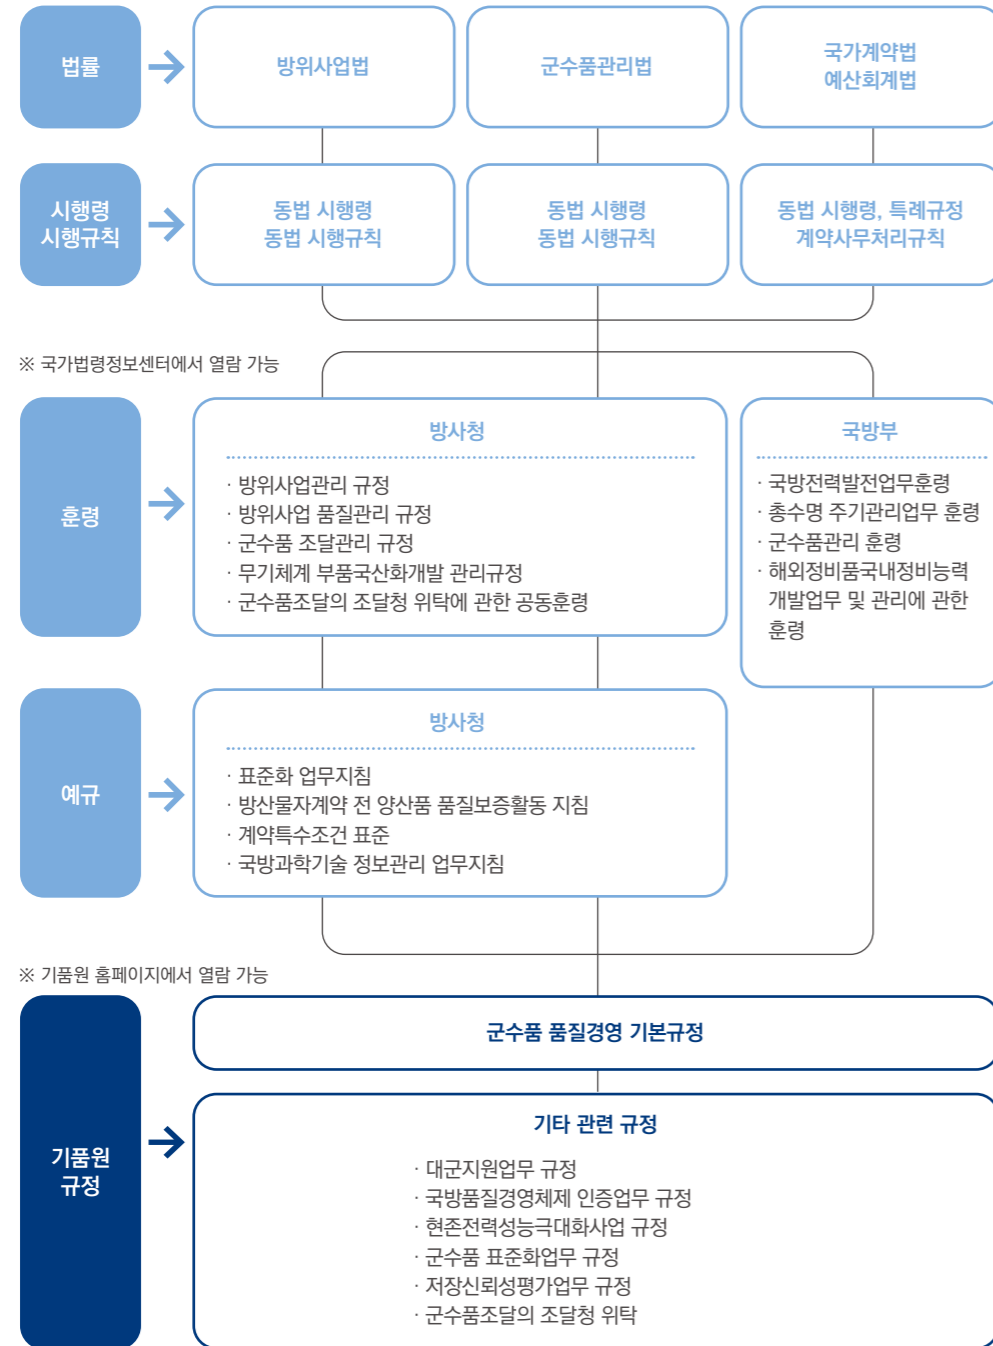 법률
방위사업법
군수품관리법
국가계약법
예산회계법
시행령
시행규칙
동법 시행령
동법 시행규칙
동법 시행령
동법 시행규칙
동법 시행령, 특례규정
계약사무처리규칙
※ 국가법령정보센터에서 열람 가능
훈령
방사청
· 방위사업관리 규정
· 방위사업 품질관리 규정
· 군수품 조달관리 규정
· 무기체계 부품국산화개발 관리규정
· 군수품조달의 조달청 위탁에 관한 공동훈령
국방부
· 국방전력발전업무훈령
· 총수명 주기관리업무 훈령
· 군수품관리 훈령
· 해외정비품국내정비능력
개발업무 및 관리에 관한
훈령
예규
방사청
· 표준화 업무지침
· 방산물자계약 전 양산품 품질보증활동 지침
· 계약특수조건 표준
· 국방과학기술 정보관리 업무지침
※ 기품원 홈페이지에서 열람 가능
기품원
규정
군수품 품질경영 기본규정
기타 관련 규정
· 대군지원업무 규정
· 국방품질경영체제 인증업무 규정
· 현존전력성능극대화사업 규정
· 군수품 표준화업무 규정
· 저장신뢰성평가업무 규정
· 군수품조달의 조달청 위탁